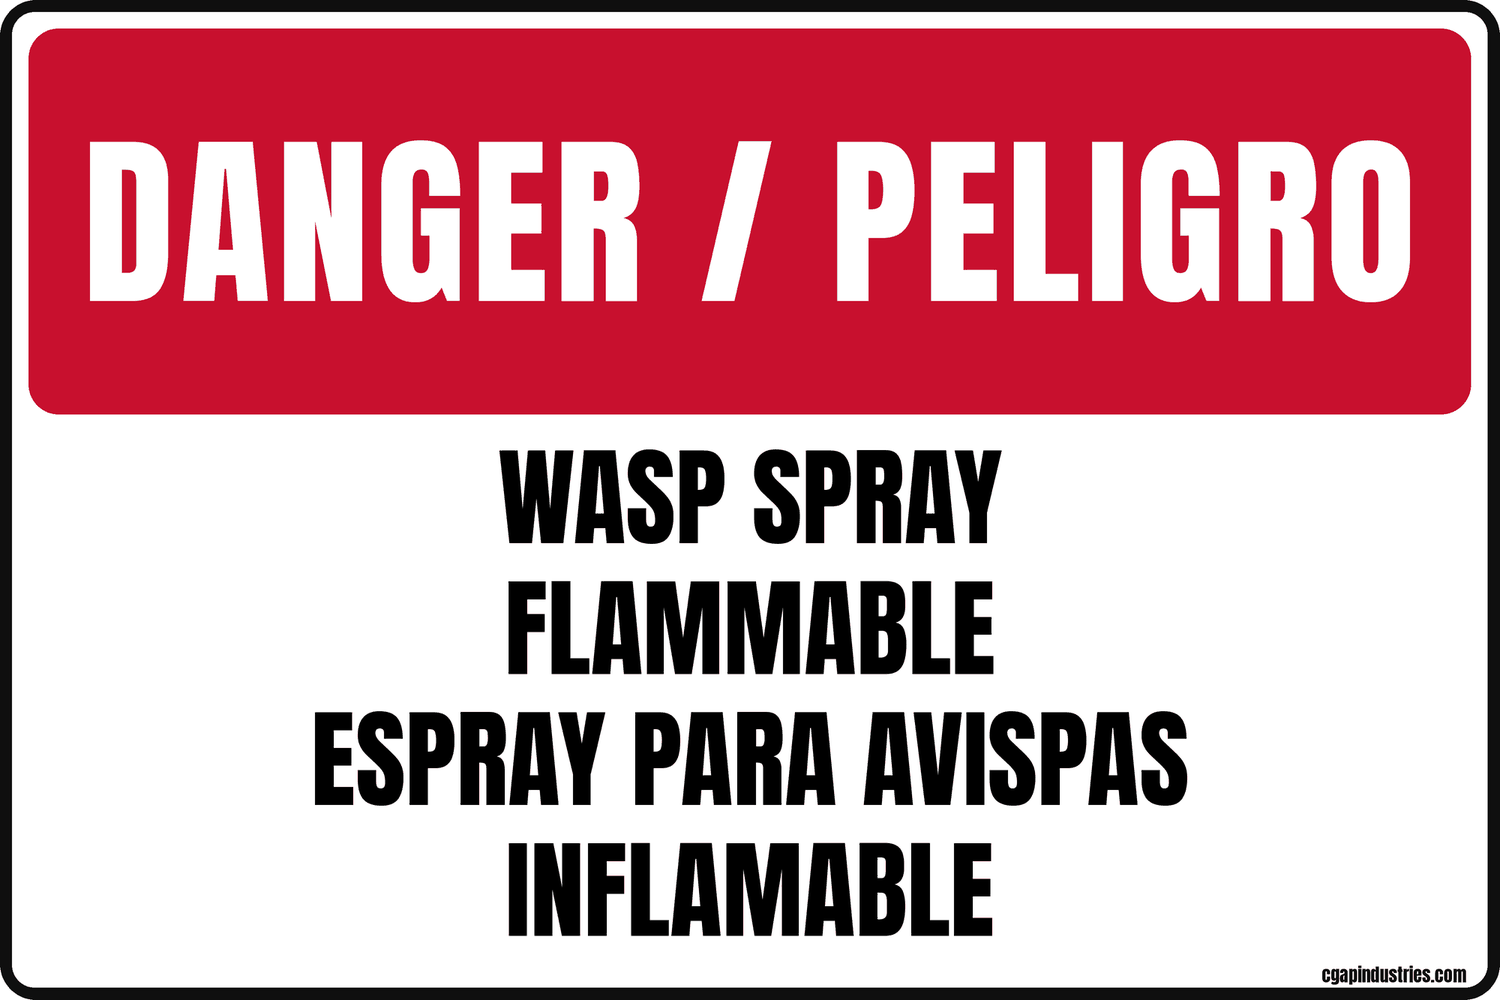 DANGER / PELIGRO
WASP SPRAY
FLAMMABLE
ESPRAY PARA AVISPAS
INFLAMABLE
cgapindustries.com